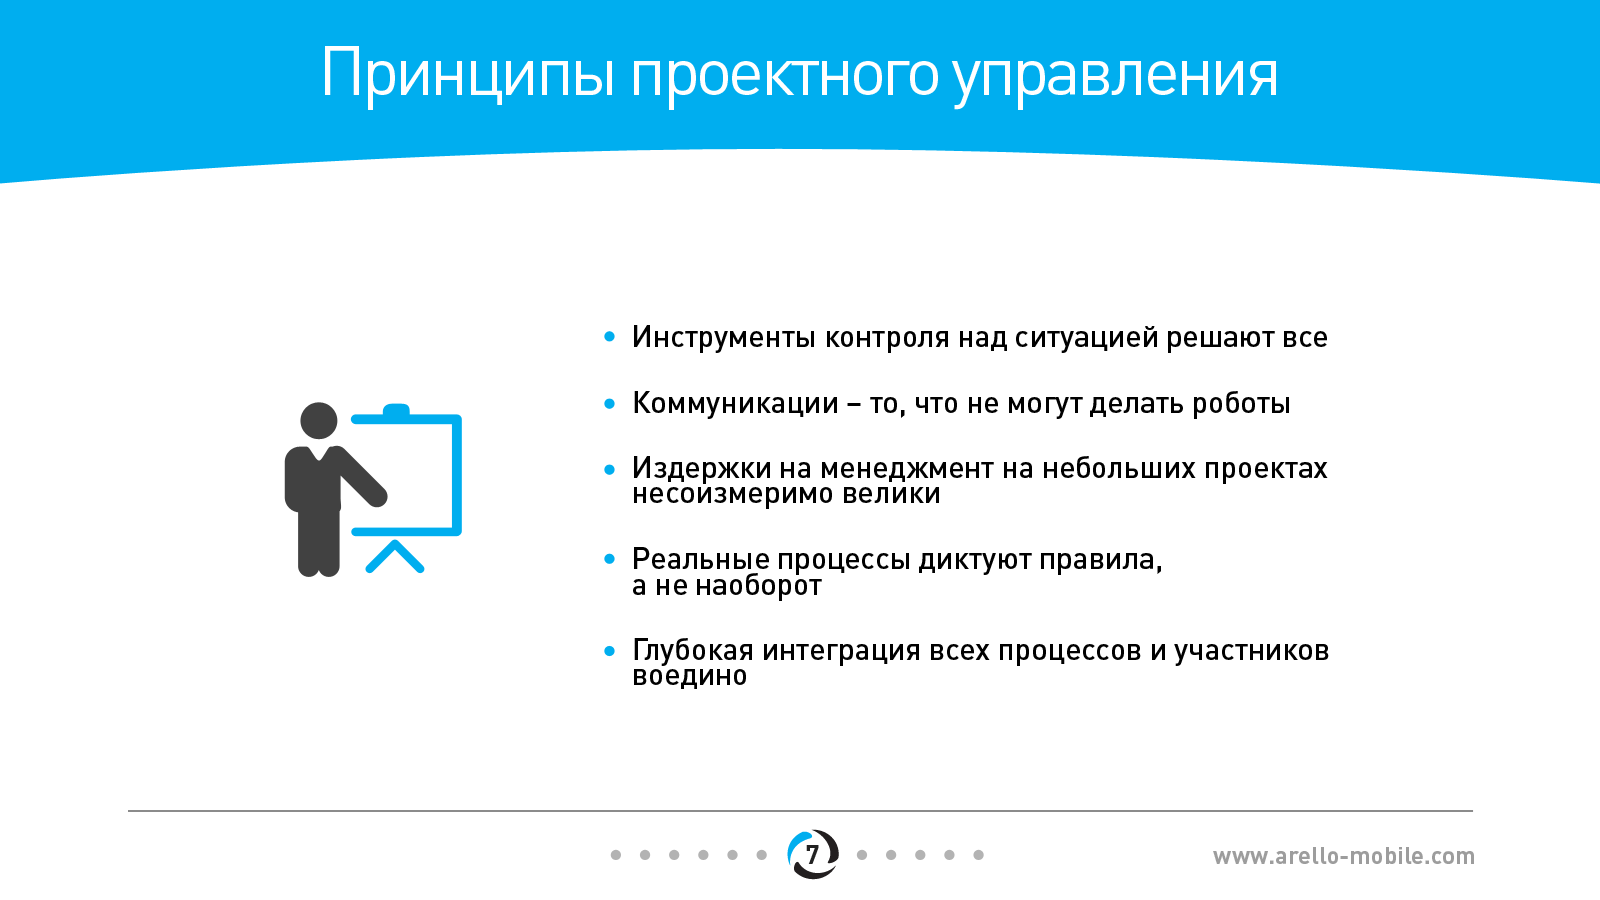 Принципы проектного управления
• Инструменты контроля над ситуацией решают все
• Коммуникации – то, что не могут делать роботы
• Издержки на менеджмент на небольших проектах
несоизмеримо велики
• Реальные процессы диктуют правила,
а не наоборот
• Глубокая интеграция всех процессов и участников
воедино
7
www.arello-mobile.com